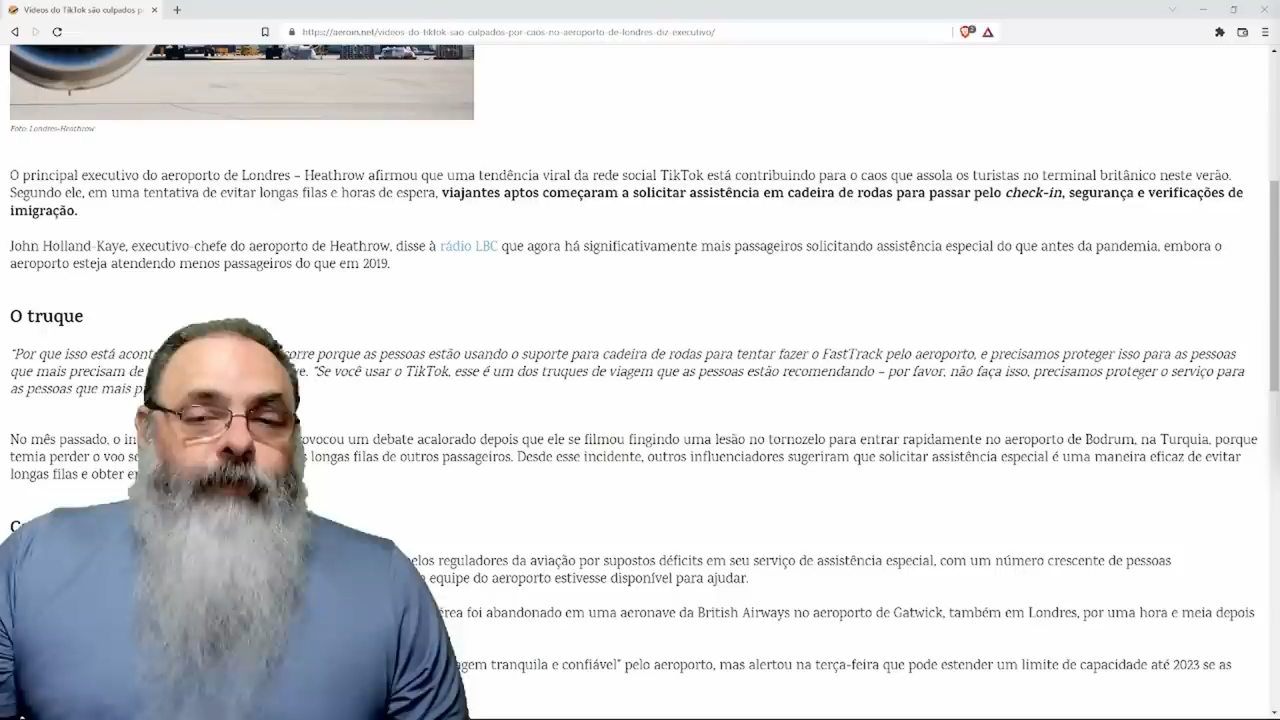 Vídeos do TikTok são culpados p
https://aeroin.net/videos-do-tiktok-sao-culpados-por-caos-no-aeroporto-de-londres-diz-executivo/
Foto: Londres-Heathrow
O principal executivo do aeroporto de Londres – Heathrow afirmou que uma tendência viral da rede social TikTok está contribuindo para o caos que assola os turistas no terminal britânico neste verão.
Segundo ele, em uma tentativa de evitar longas filas e horas de espera, viajantes aptos começaram a solicitar assistência em cadeira de rodas para passar pelo check-in, segurança e verificações de
imigração.
John Holland-Kaye, executivo-chefe do aeroporto de Heathrow, disse à rádio LBC que agora há significativamente mais passageiros solicitando assistência especial do que antes da pandemia, embora o
aeroporto esteja atendendo menos passageiros do que em 2019.
O truque
“Por que isso está acont orre porque as pessoas estão usando o suporte para cadeira de rodas para tentar fazer o FastTrack pelo aeroporto, e precisamos proteger isso para as pessoas
que mais precisam de ve. “Se você usar o TikTok, esse é um dos truques de viagem que as pessoas estão recomendando – por favor, não faça isso, precisamos proteger o serviço para
as pessoas que mais p
No mês passado, o in ovocou um debate acalorado depois que ele se filmou fingindo uma lesão no tornozelo para entrar rapidamente no aeroporto de Bodrum, na Turquia, porque
temia perder o voo se longas filas de outros passageiros. Desde esse incidente, outros influenciadores sugeriram que solicitar assistência especial é uma maneira eficaz de evitar
longas filas e obter
elos reguladores da aviação por supostos déficits em seu serviço de assistência especial, com um número crescente de pessoas
equipe do aeroporto estivesse disponível para ajudar.
área foi abandonado em uma aeronave da British Airways no aeroporto de Gatwick, também em Londres, por uma hora e meia depois
agem tranquila e confiável” pelo aeroporto, mas alertou na terça-feira que pode estender um limite de capacidade até 2023 se as